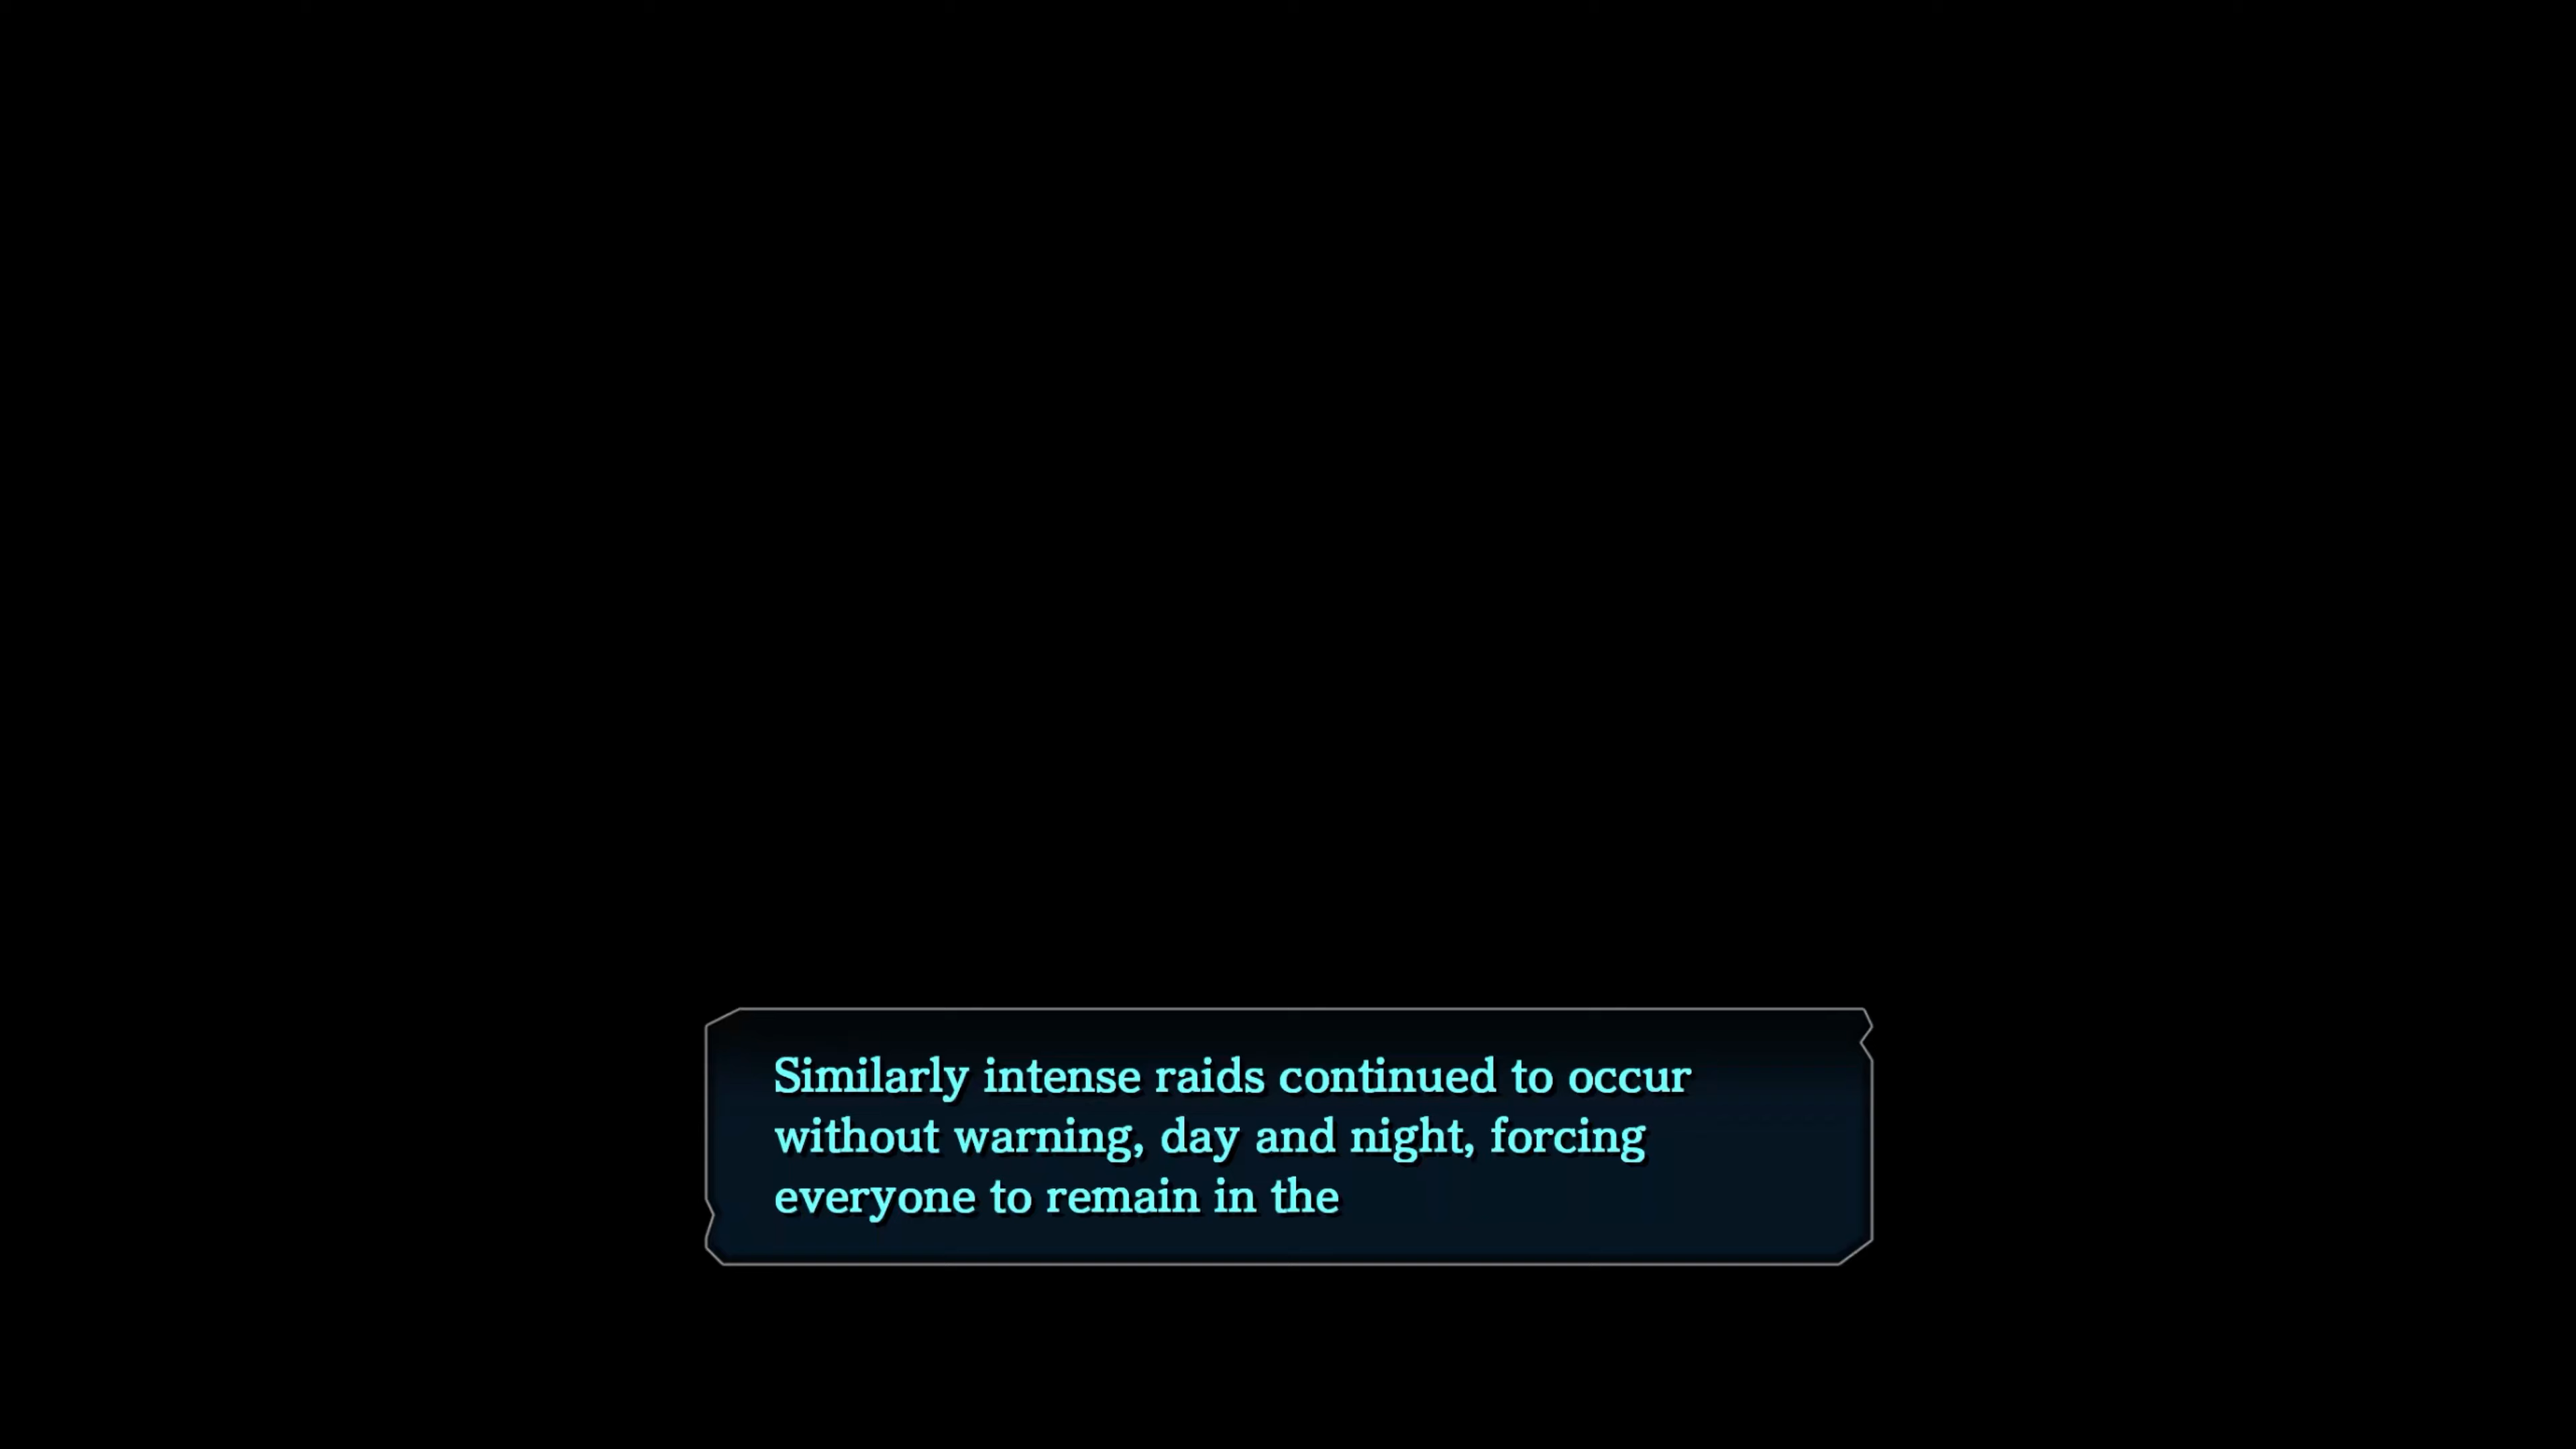 Similarly intense raids continued to occur
without warning, day and night, forcing
everyone to remain in the